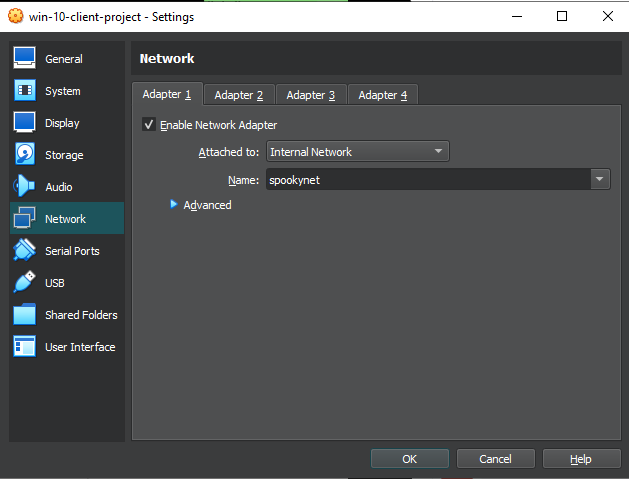 win-10-client-project - Settings
General
System
Display
Storage
Audio
Network
Serial Ports
USB
Shared Folders
User Interface
Network
Adapter 1 Adapter 2 Adapter 3 Adapter 4
Enable Network Adapter
Attached to: Internal Network
Name: spookynet
Advanced
OK Cancel Help